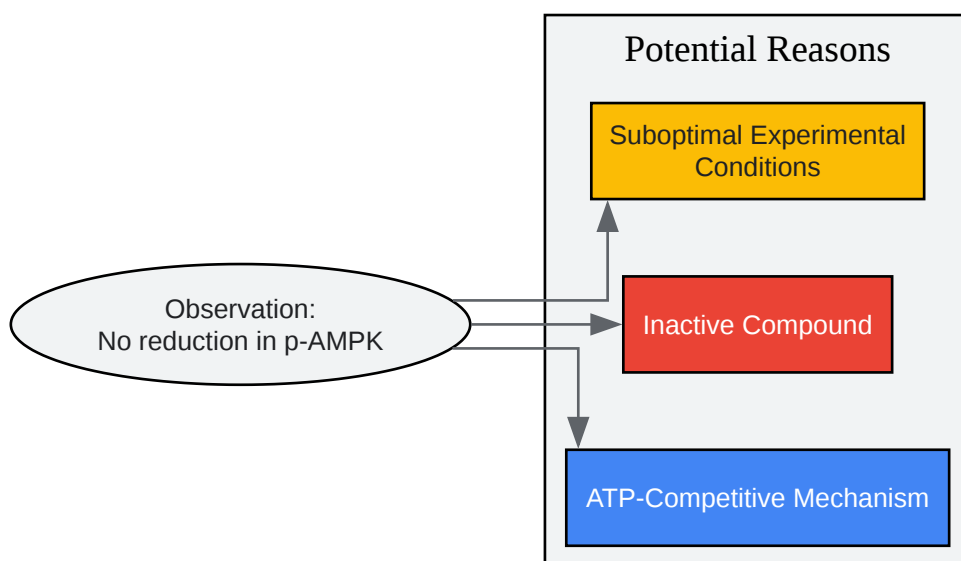 Potential Reasons
Suboptimal Experimental
Conditions
Observation:
No reduction in p-AMPK
Inactive Compound
ATP-Competitive Mechanism